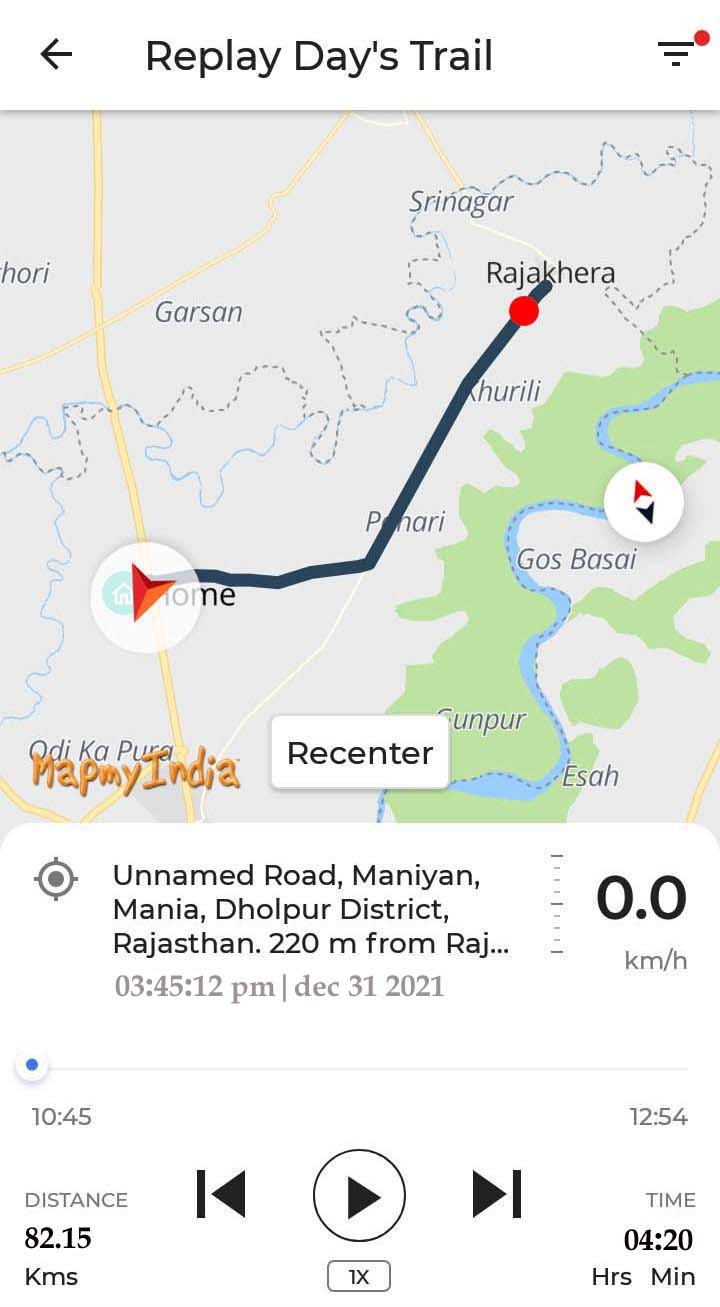 Replay Day's Trail
Srinagar
hori
Rajakhera
Garsan
Khurili
Gos Basai
ome
Gunpur
Odi Ka Pura
MapmyIndia
Recenter
Esah
Unnamed Road, Maniyan,
Mania, Dholpur District,
Rajasthan. 220 m from Raj...
0.0
km/h
03:45:12 pm | dec 31 2021
10:45
12:54
DISTANCE
TIME
82.15
04:20
Kms
1X
Hrs Min